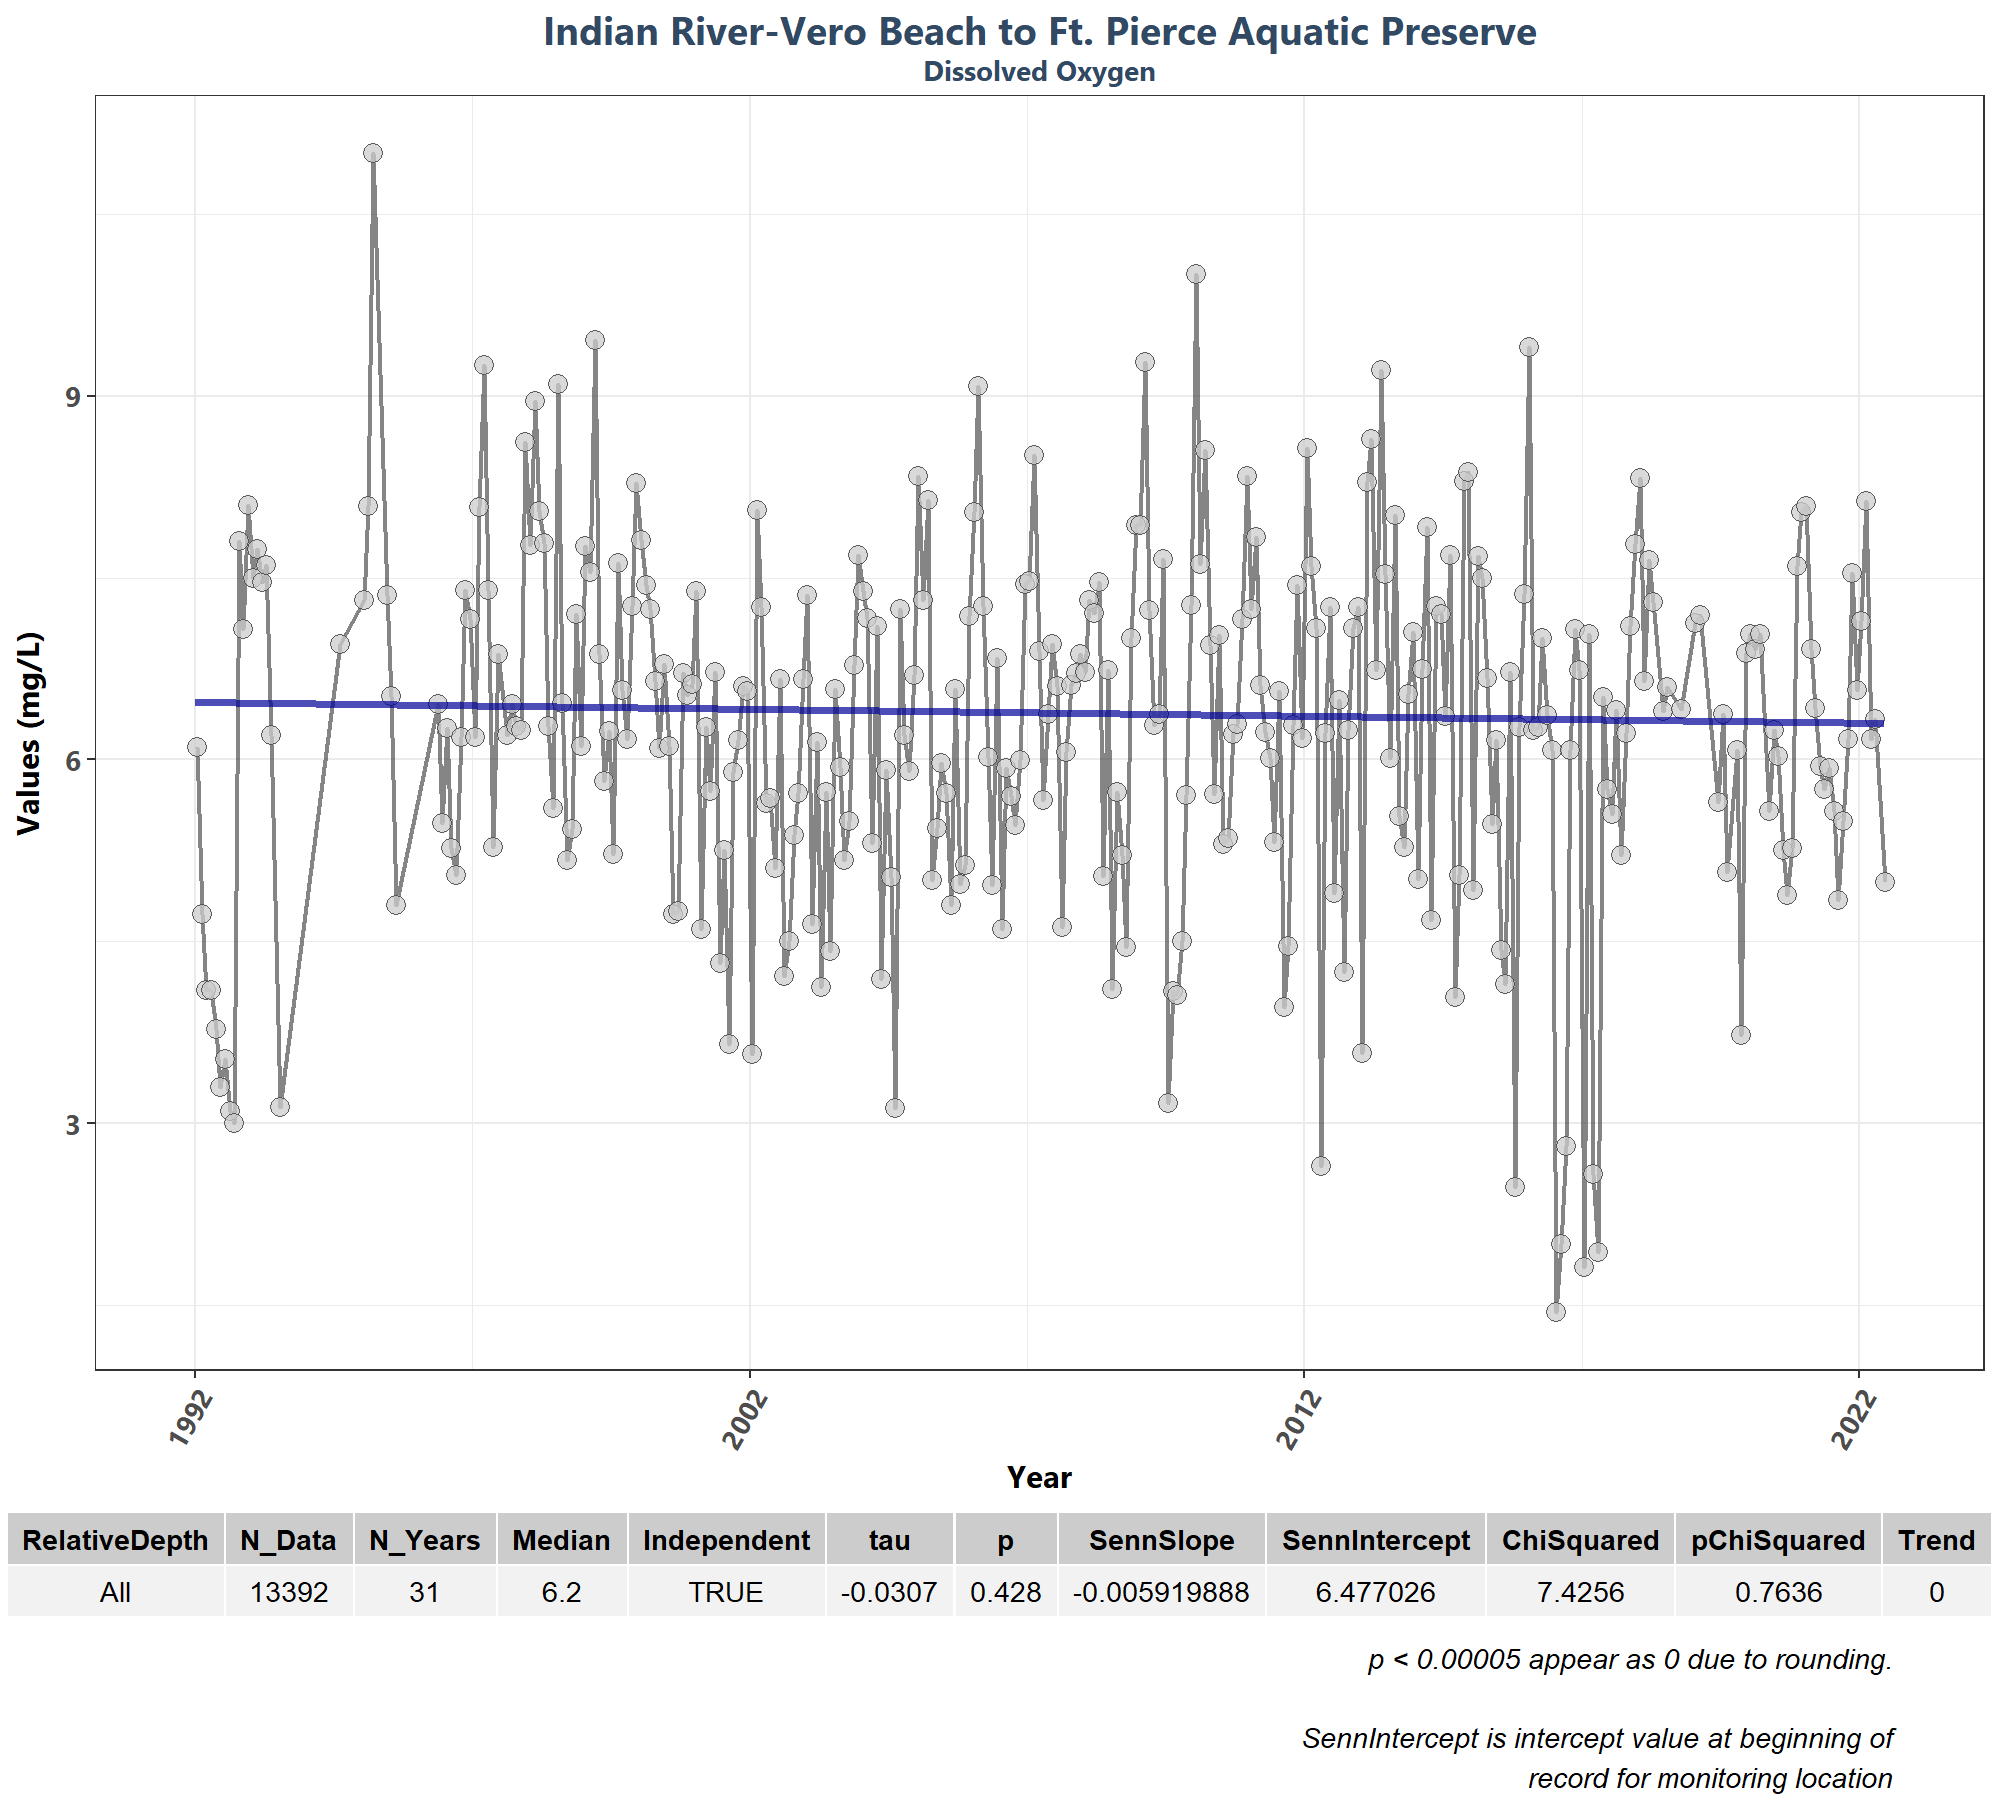 Indian River-Vero Beach to Ft. Pierce Aquatic Preserve
Dissolved Oxygen
Values (mg/L)
9
6
3
1992 2002 2012 2022
Year
RelativeDepth N_Data N_Years Median Independent tau p SennSlope SennIntercept ChiSquared pChiSquared Trend
All 13392 31 6.2 TRUE -0.0307 0.428 -0.005919888 6.477026 7.4256 0.7636 0
p < 0.00005 appear as 0 due to rounding.
SennIntercept is intercept value at beginning of
record for monitoring location